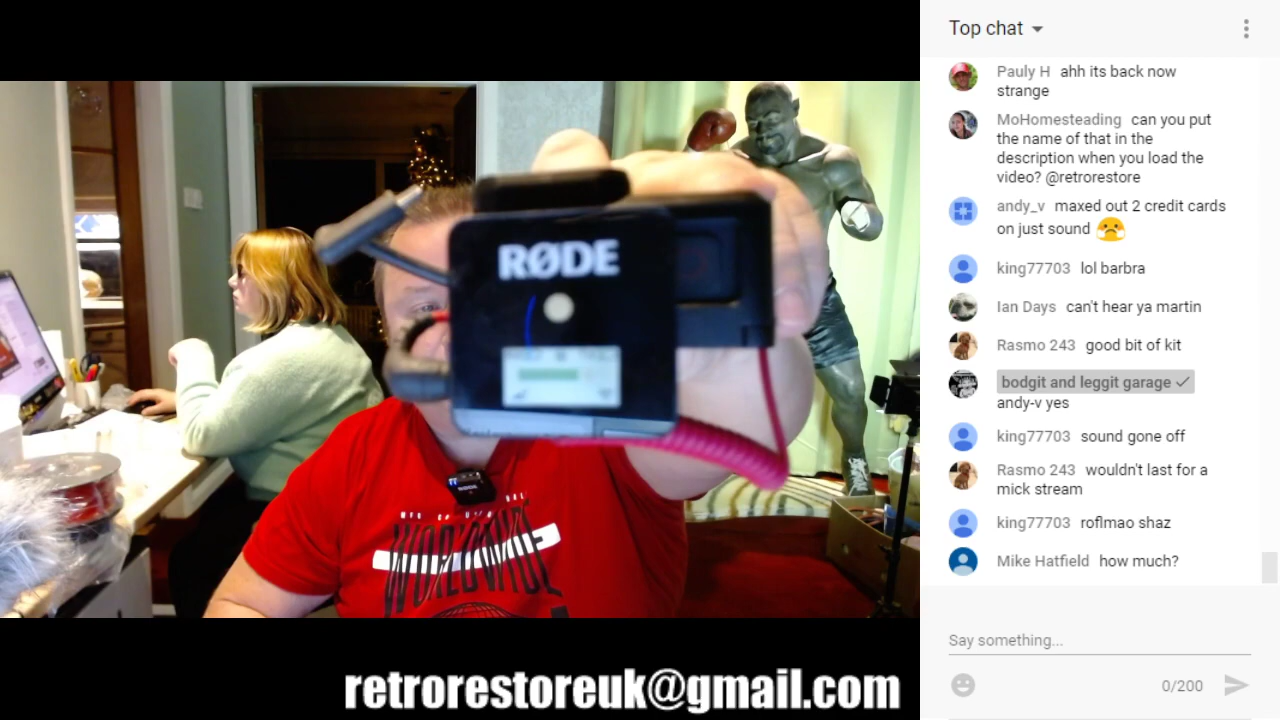 RØDE
WORLDWIDE
retrorestoreuk@gmail.com
Top chat
Pauly H ahh its back now
strange
MoHomesteading can you put
the name of that in the
description when you load the
video? @retrorestore
andy_v maxed out 2 credit cards
on just sound
king77703 lol barbra
Ian Days can't hear ya martin
Rasmo 243 good bit of kit
bodgit and leggit garage
andy-v yes
king77703 sound gone off
Rasmo 243 wouldn't last for a
mick stream
king77703 roflmao shaz
Mike Hatfield how much?
Say something...
0/200